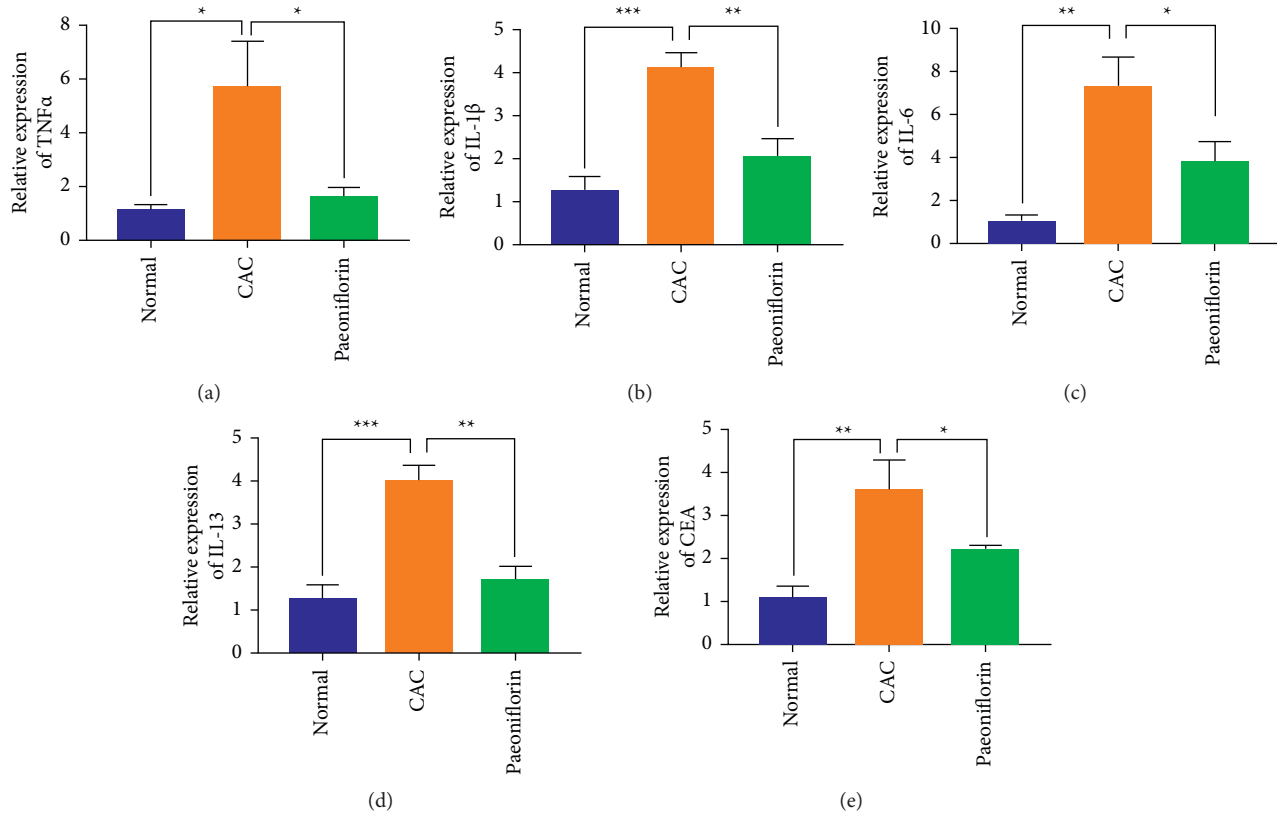 Relative expression
of TNFα
8
6
4
2
0
*
*
Normal
CAC
Paeoniflorin
(a)
Relative expression
of IL-1β
5
4
3
2
1
0
***
**
Normal
CAC
Paeoniflorin
(b)
Relative expression
of IL-6
10
8
6
4
2
0
**
*
Normal
CAC
Paeoniflorin
(c)
Relative expression
of IL-13
5
4
3
2
1
0
***
**
Normal
CAC
Paeoniflorin
(d)
Relative expression
of CEA
5
4
3
2
1
0
**
*
Normal
CAC
Paeoniflorin
(e)